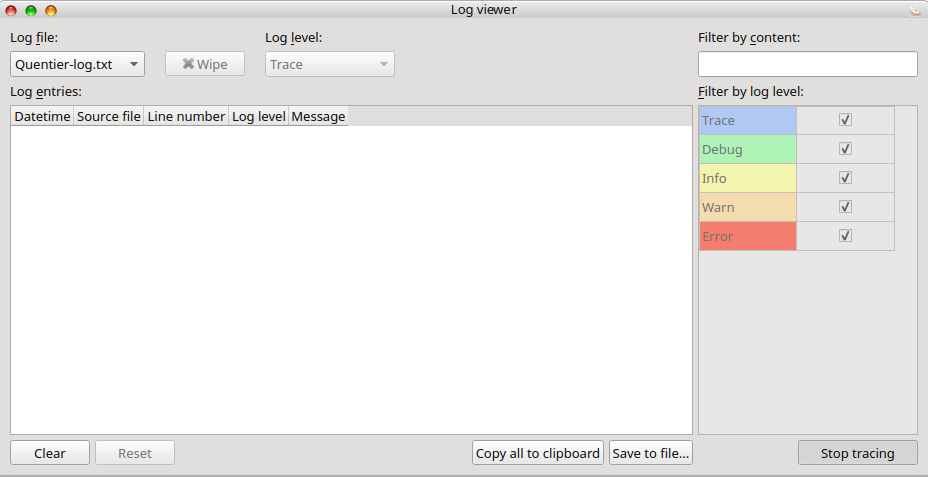 Log viewer
Log file:
Log level:
Filter by content:
Quentier-log.txt
Wipe
Trace
Log entries:
Filter by log level:
Datetime Source file Line number Log level Message
Trace
Debug
Info
Warn
Error
Clear
Reset
Copy all to clipboard
Save to file...
Stop tracing